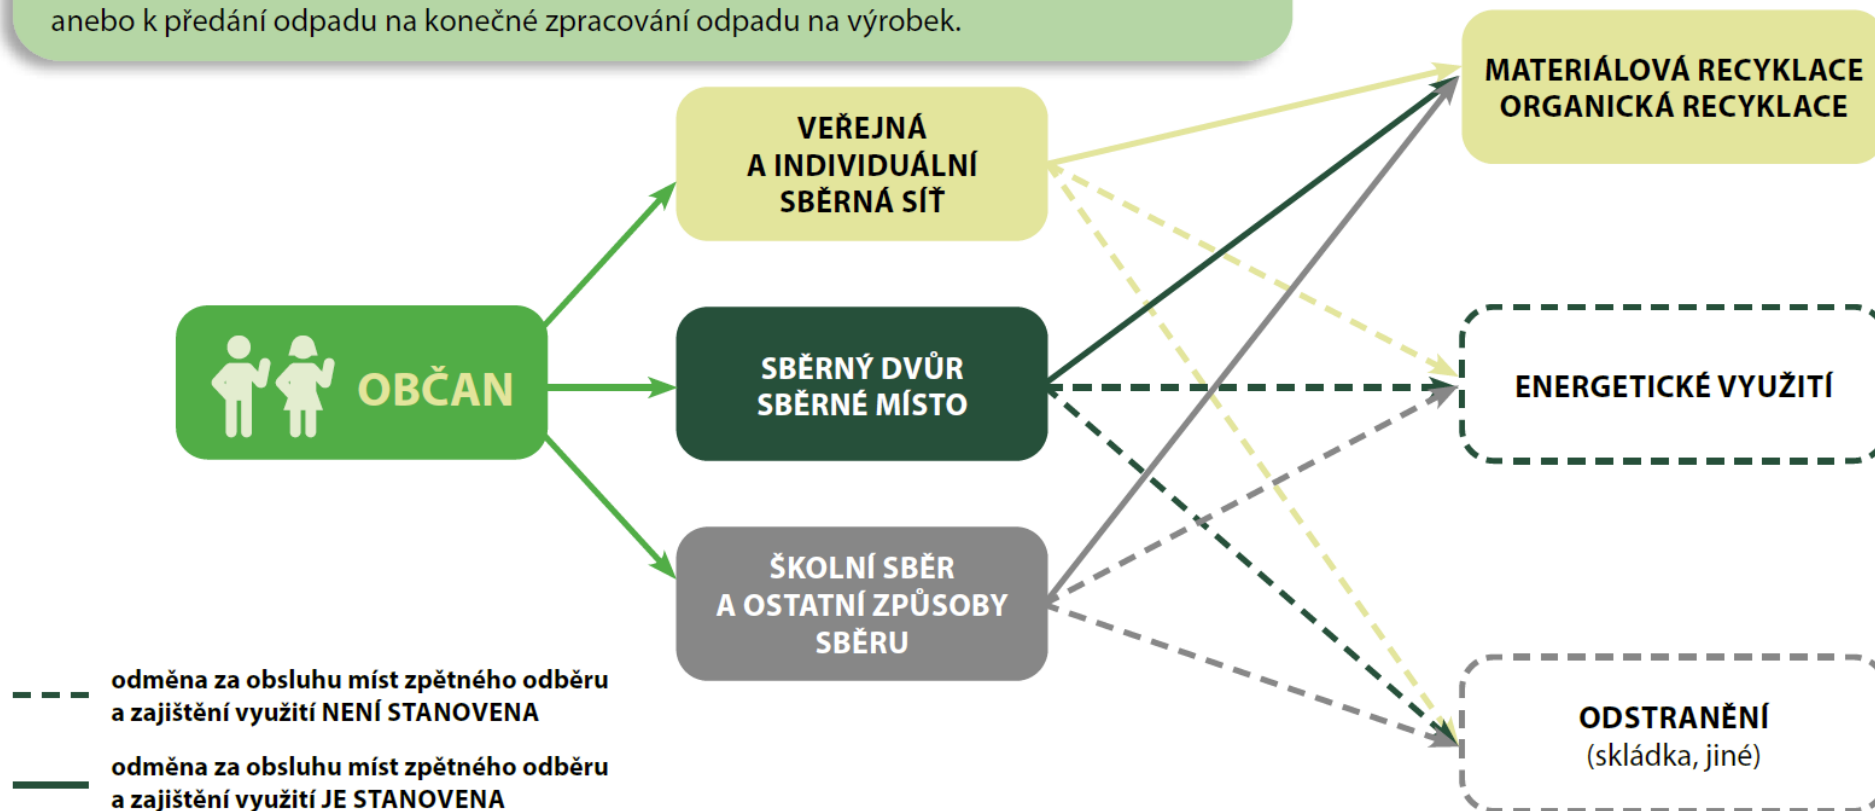 anebo k předání odpadu na konečné zpracování odpadu na výrobek.
MATERIÁLOVÁ RECYKLACE
ORGANICKÁ RECYKLACE
VEŘEJNÁ
A INDIVIDUÁLNÍ
SBĚRNÁ SÍŤ
OBČAN
SBĚRNÝ DVŮR
SBĚRNÉ MÍSTO
ENERGETICKÉ VYUŽITÍ
ŠKOLNÍ SBĚR
A OSTATNÍ ZPŮSOBY
SBĚRU
ODSTRANĚNÍ
(skládka, jiné)
odměna za obsluhu míst zpětného odběru
a zajištění využití NENÍ STANOVENA
odměna za obsluhu míst zpětného odběru
a zajištění využití JE STANOVENA